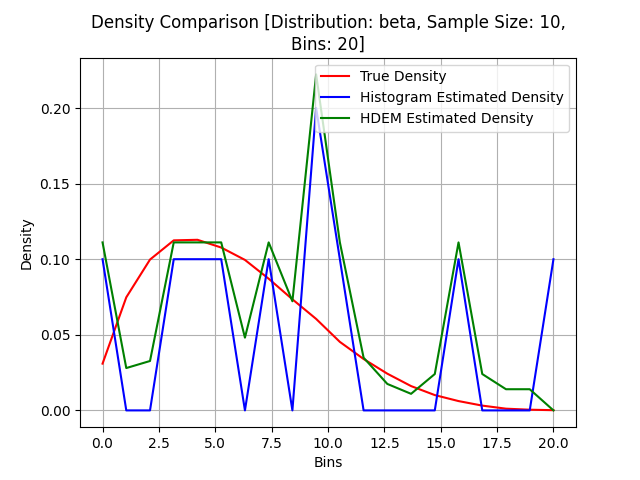 Density Comparison [Distribution: beta, Sample Size: 10,
Bins: 20]
True Density
Histogram Estimated Density
HDEM Estimated Density
Density
0.20
0.15
0.10
0.05
0.00
0.0 2.5 5.0 7.5 10.0 12.5 15.0 17.5 20.0
Bins